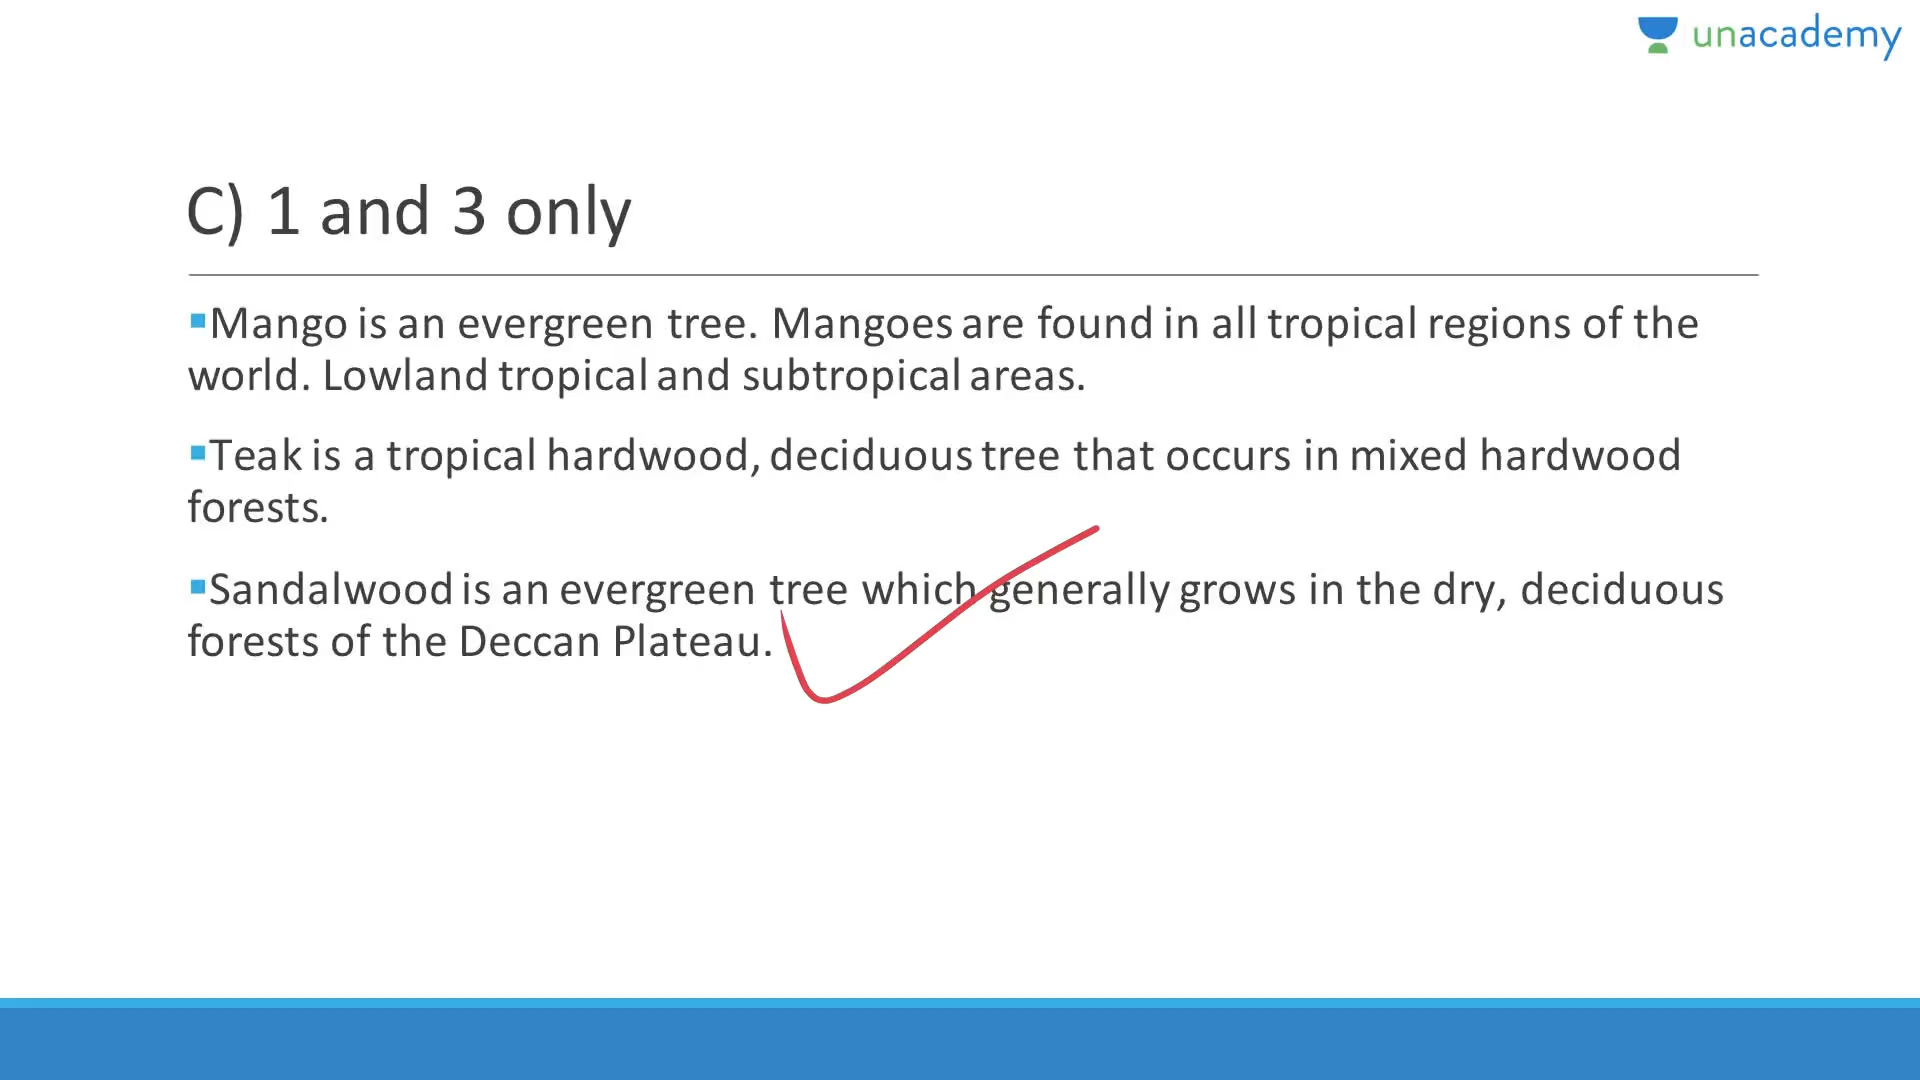 unacademy
C) 1 and 3 only
▪Mango is an evergreen tree. Mangoes are found in all tropical regions of the
world. Lowland tropical and subtropical areas.
▪Teak is a tropical hardwood, deciduous tree that occurs in mixed hardwood
forests.
▪Sandalwood is an evergreen tree which generally grows in the dry, deciduous
forests of the Deccan Plateau.